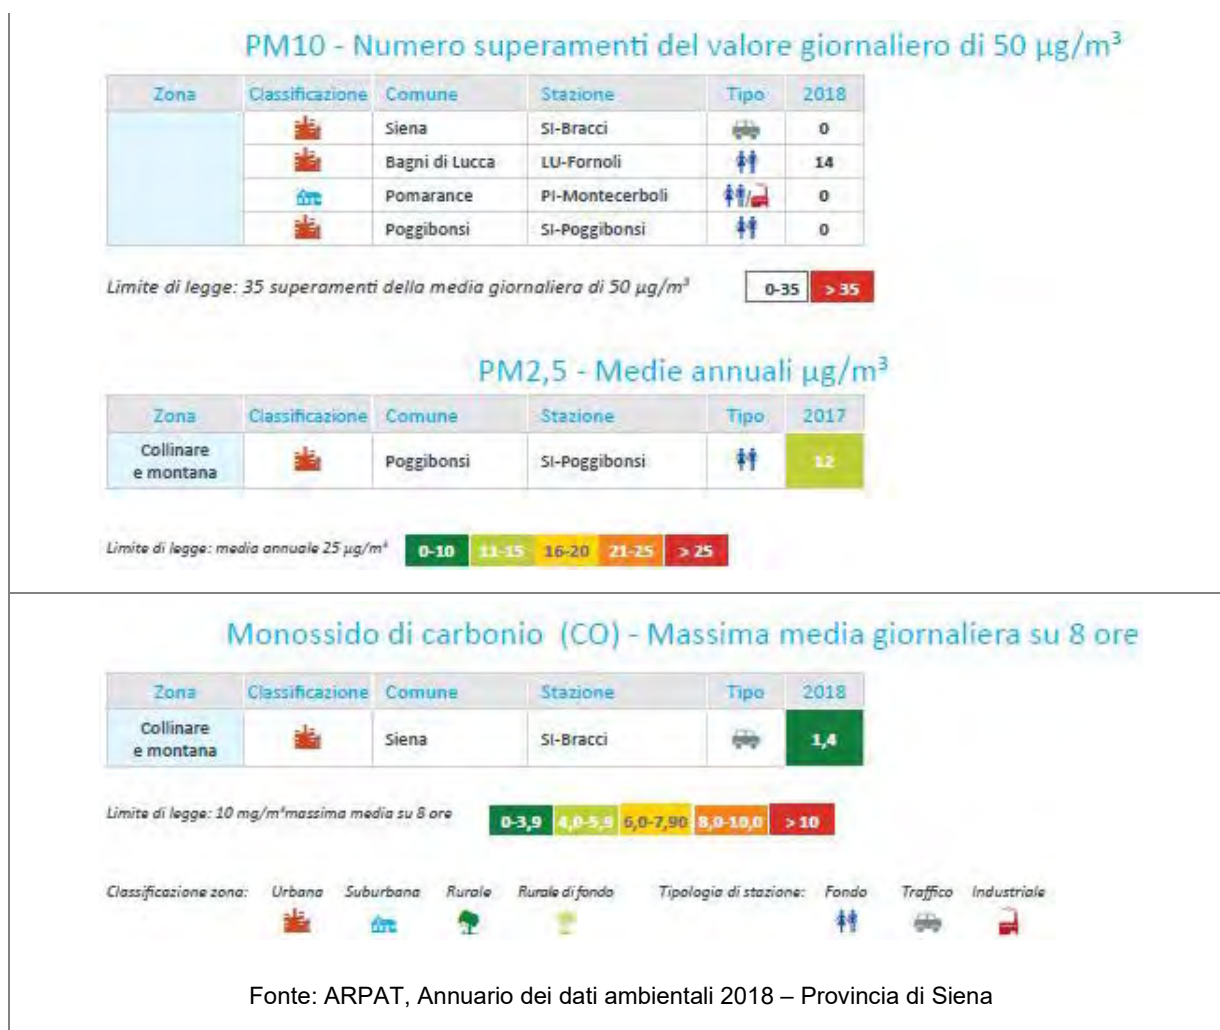 PM10 - Numero superamenti del valore giornaliero di 50 µg/m³
Zona Classificazione Comune Stazione Tipo 2018
Siena SI-Bracci 0
Bagni di Lucca LU-Fornoli 14
Pomarance PI-Montecerboli / 0
Poggibonsi SI-Poggibonsi 0
Limite di legge: 35 superamenti della media giornaliera di 50 µg/m³ 0-35 > 35
PM2,5 - Medie annuali µg/m³
Zona Classificazione Comune Stazione Tipo 2017
Collinare
e montana Poggibonsi SI-Poggibonsi 12
Limite di legge: media annuale 25 µg/m³ 0-10 11-15 16-20 21-25 > 25
Monossido di carbonio (CO) - Massima media giornaliera su 8 ore
Zona Classificazione Comune Stazione Tipo 2018
Collinare
e montana Siena SI-Bracci 1,4
Limite di legge: 10 mg/m³massima media su 8 ore 0-3,9 4,0-5,9 6,0-7,90 8,0-10,0 > 10
Classificazione zona: Urbana Suburbana Rurale Rurale di fondo Tipologia di stazione: Fondo Traffico Industriale
Fonte: ARPAT, Annuario dei dati ambientali 2018 – Provincia di Siena